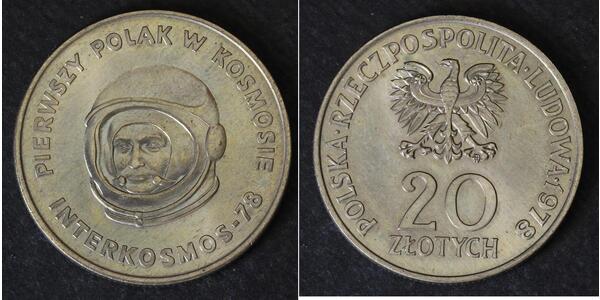 PIERWSZY · POLAK W KOSMOSIE
INTERKOSMOS-78
POLSKA · RZECZPOSPOLITA · LUDOWA · 1978
20
ZŁOTYCH